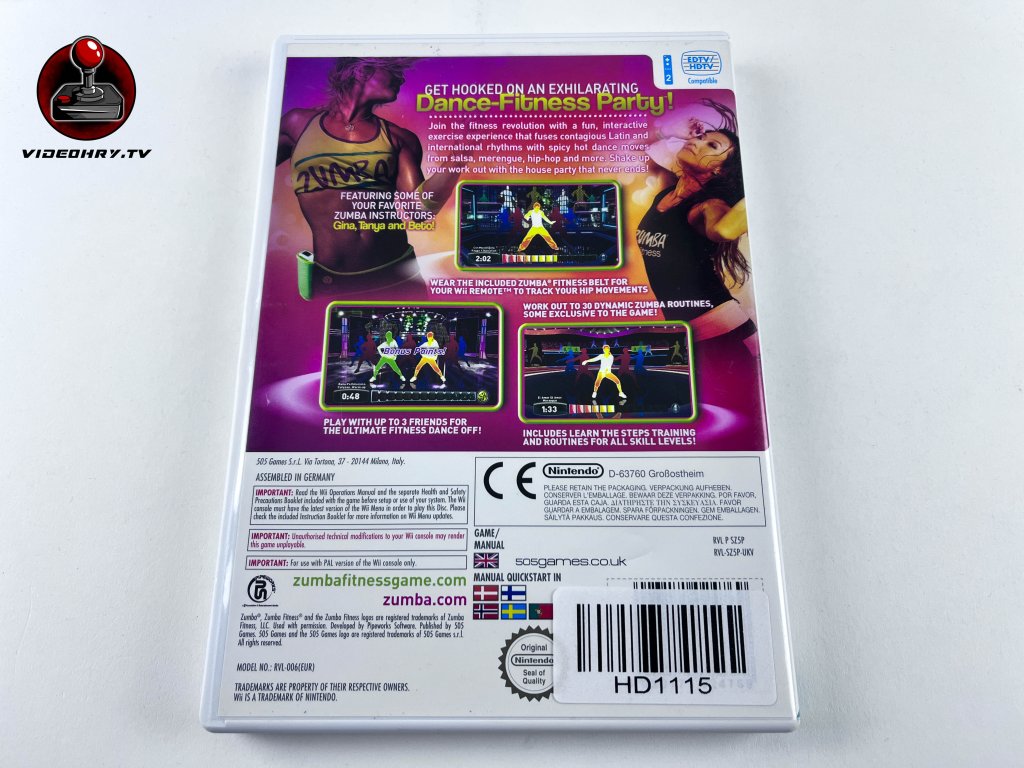 VIDEOHRY.TV
2
EDTV/
HDTV
Compatible
GET HOOKED ON AN EXHILARATING
Dance-Fitness Party!
Join the fitness revolution with a fun, interactive
exercise experience that fuses contagious Latin and
international rhythms with spicy hot dance moves
from salsa, merengue, hip-hop and more. Shake up
your work out with the house party that never ends!
ZUMBA
FEATURING SOME OF
YOUR FAVORITE
ZUMBA INSTRUCTORS:
Gina, Tanya and Beto!
ZUMBA
fitness
2:02
WEAR THE INCLUDED ZUMBA® FITNESS BELT FOR
YOUR Wii REMOTE™ TO TRACK YOUR HIP MOVEMENTS
WORK OUT TO 30 DYNAMIC ZUMBA ROUTINES,
SOME EXCLUSIVE TO THE GAME!
Bonus Points!
0:48
1:33
PLAY WITH UP TO 3 FRIENDS FOR
THE ULTIMATE FITNESS DANCE OFF!
INCLUDES LEARN THE STEPS TRAINING
AND ROUTINES FOR ALL SKILL LEVELS!
505 Games S.r.L. Via Tortona, 37 - 20144 Milano, Italy.
ASSEMBLED IN GERMANY
IMPORTANT: Read the Wii Operations Manual and the separate Health and Safety
Precautions Booklet included with the game before setup or use of your system. The Wii
console must have the latest version of the Wii Menu in order to play this Disc. Please
check the included Instruction Booklet for more information on Wii Menu updates.
IMPORTANT: Unauthorised technical modifications to your Wii console may render
this game unplayable.
IMPORTANT: For use with PAL version of the Wii console only.
zumbafitnessgame.com
zumba.com
Zumba®, Zumba Fitness® and the Zumba Fitness logos are registered trademarks of Zumba
Fitness, LLC. Used with permission. Developed by Pipeworks Software. Published by 505
Games. 505 Games and the 505 Games logo are registered trademarks of 505 Games s.r.l.
All rights reserved.
MODEL NO.: RVL-006(EUR)
TRADEMARKS ARE PROPERTY OF THEIR RESPECTIVE OWNERS.
Wii IS A TRADEMARK OF NINTENDO.
CE
Nintendo® D-63760 Großostheim
PLEASE RETAIN THE PACKAGING. VERPACKUNG AUFHEBEN.
CONSERVER L'EMBALLAGE. BEWAAR DEZE VERPAKKING. POR FAVOR,
GUARDA ESTA CAJA. ΔΙΑΤΗΡΗΣΤΕ ΤΗΝ ΣΥΣΚΕΥΑΣΙΑ. FAVOR
GUARDAR A EMBALAGEM. SPARA FÖRPACKNINGEN. GEM EMBALLAGEN.
SÄILYTÄ PAKKAUS. CONSERVARE QUESTA CONFEZIONE.
GAME/
MANUAL
505games.co.uk
RVL P SZ5P
RVL-SZ5P-UKV
MANUAL QUICKSTART IN
Original
Nintendo
Seal of
Quality
HD1115